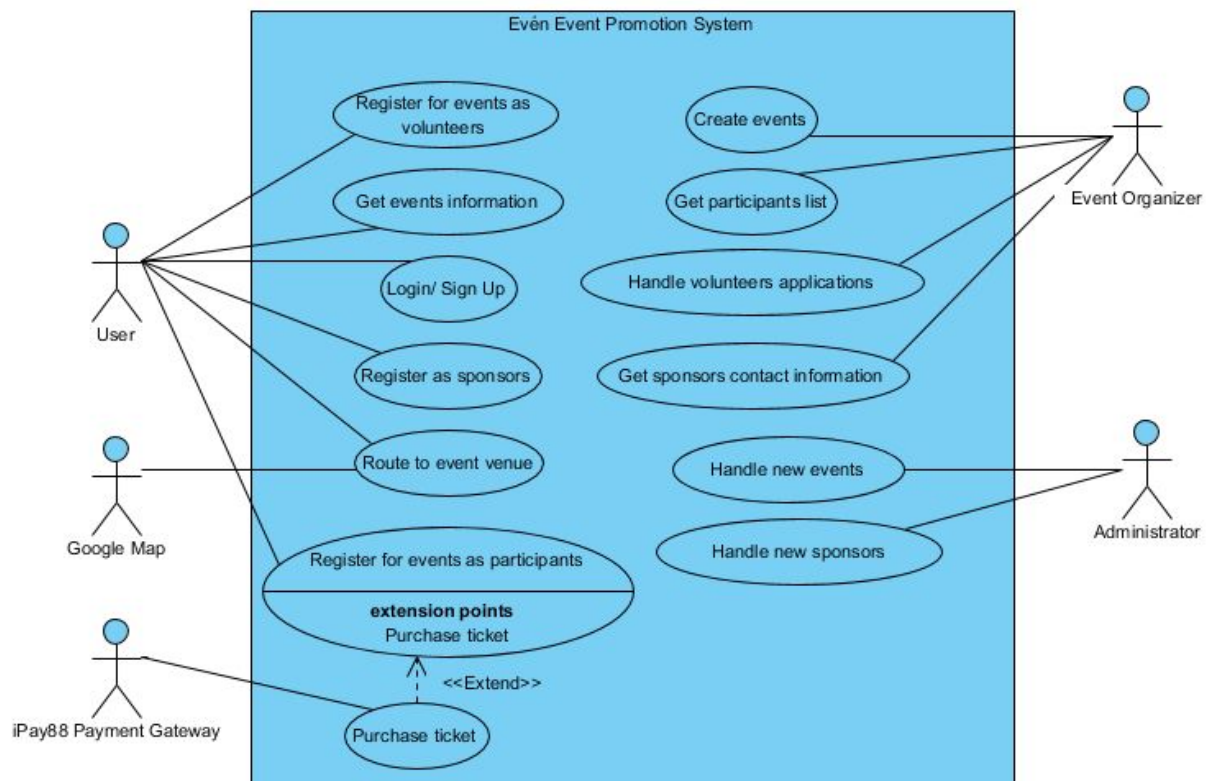 Evên Event Promotion System
Register for events as
volunteers
Create events
Get events information
Get participants list
Event Organizer
Login/ Sign Up
Handle volunteers applications
User
Register as sponsors
Get sponsors contact information
Route to event venue
Handle new events
Google Map
Handle new sponsors
Administrator
Register for events as participants
extension points
Purchase ticket
<<Extend>>
iPay88 Payment Gateway
Purchase ticket